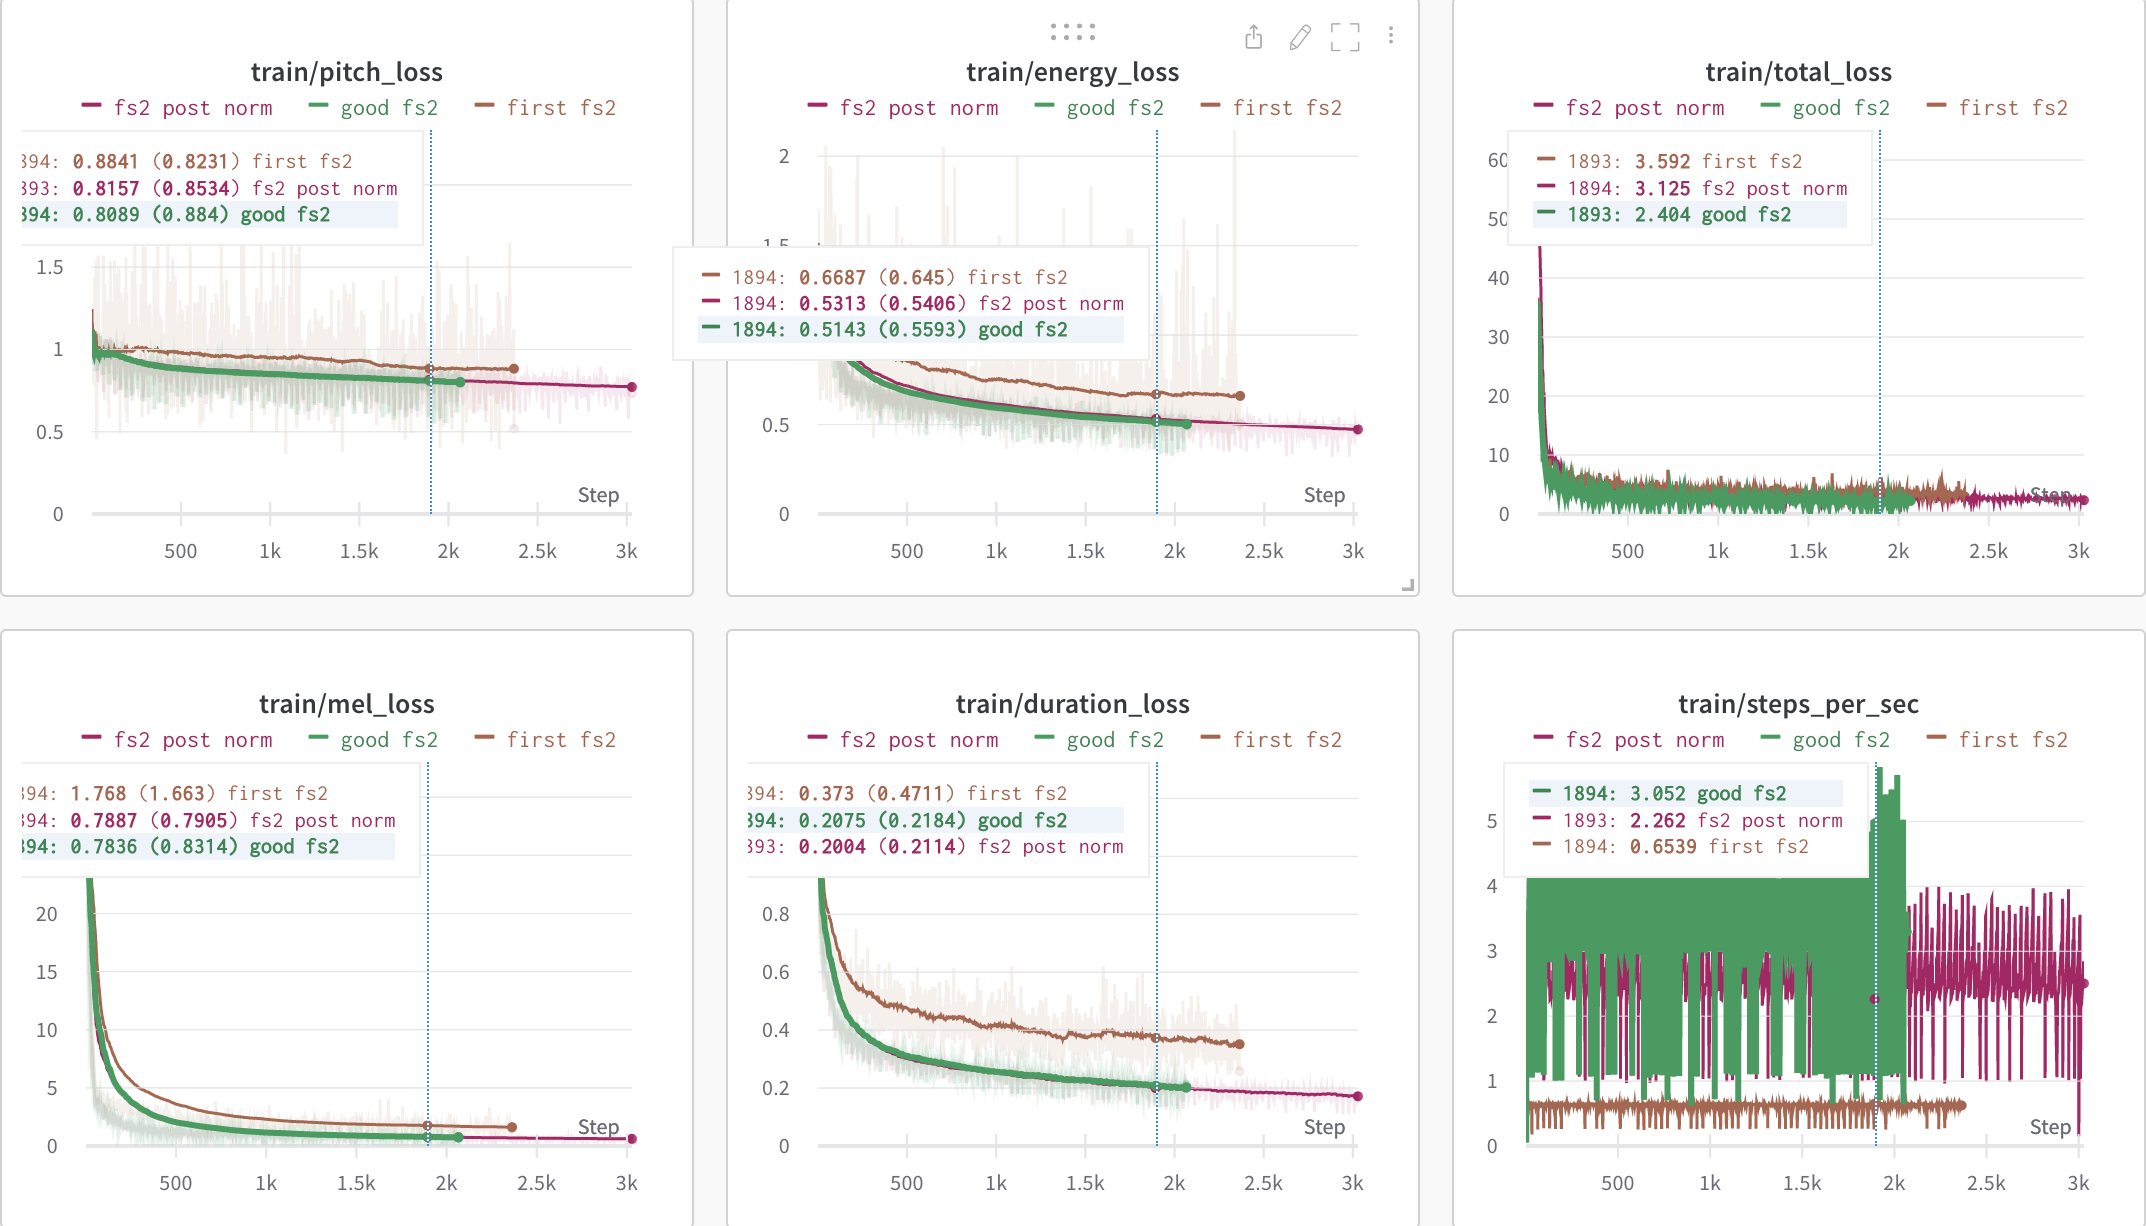 train/pitch_loss
fs2 post norm good fs2 first fs2
894: 0.8841 (0.8231) first fs2
893: 0.8157 (0.8534) fs2 post norm
894: 0.8089 (0.884) good fs2
1.5
1
0.5
0
Step
500 1k 1.5k 2k 2.5k 3k
train/energy_loss
fs2 post norm good fs2 first fs2
2
1.5
1894: 0.6687 (0.645) first fs2
1894: 0.5313 (0.5406) fs2 post norm
1894: 0.5143 (0.5593) good fs2
0.5
0
Step
500 1k 1.5k 2k 2.5k 3k
train/total_loss
fs2 post norm good fs2 first fs2
1893: 3.592 first fs2
1894: 3.125 fs2 post norm
1893: 2.404 good fs2
60
50
40
30
20
10
0
Step
500 1k 1.5k 2k 2.5k 3k
train/mel_loss
fs2 post norm good fs2 first fs2
894: 1.768 (1.663) first fs2
894: 0.7887 (0.7905) fs2 post norm
894: 0.7836 (0.8314) good fs2
20
15
10
5
0
Step
500 1k 1.5k 2k 2.5k 3k
train/duration_loss
fs2 post norm good fs2 first fs2
894: 0.373 (0.4711) first fs2
894: 0.2075 (0.2184) good fs2
893: 0.2004 (0.2114) fs2 post norm
0.8
0.6
0.4
0.2
0
Step
500 1k 1.5k 2k 2.5k 3k
train/steps_per_sec
fs2 post norm good fs2 first fs2
1894: 3.052 good fs2
1893: 2.262 fs2 post norm
1894: 0.6539 first fs2
5
4
3
2
1
0
Step
500 1k 1.5k 2k 2.5k 3k